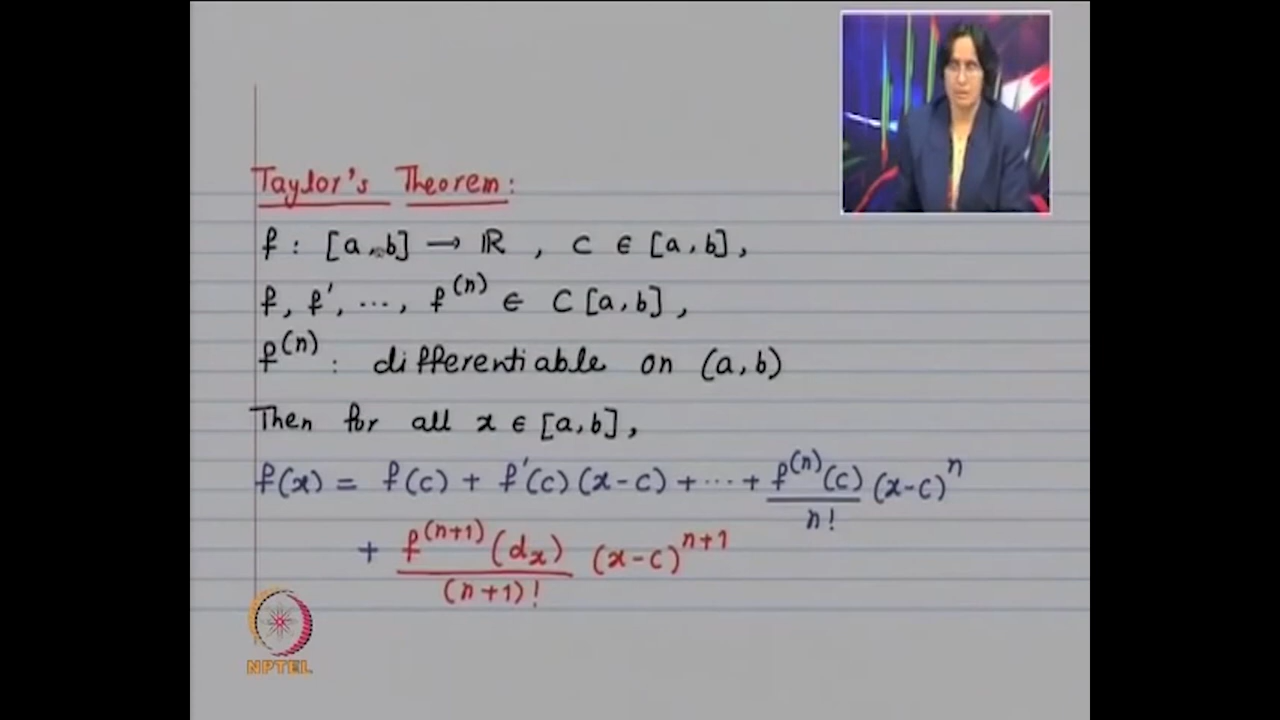 Taylor's Theorem:
f : [a, b] → ℝ , c ∈ [a, b],
f, f', ⋯, f^(n) ∈ C [a, b],
f^(n) : differentiable on (a, b)
Then for all x ∈ [a, b],
f(x) = f(c) + f'(c) (x-c) + ⋯ + f^(n)(c)/n! (x-c)^n
+ f^(n+1)(d_x)/(n+1)! (x-c)^n+1
NPTEL